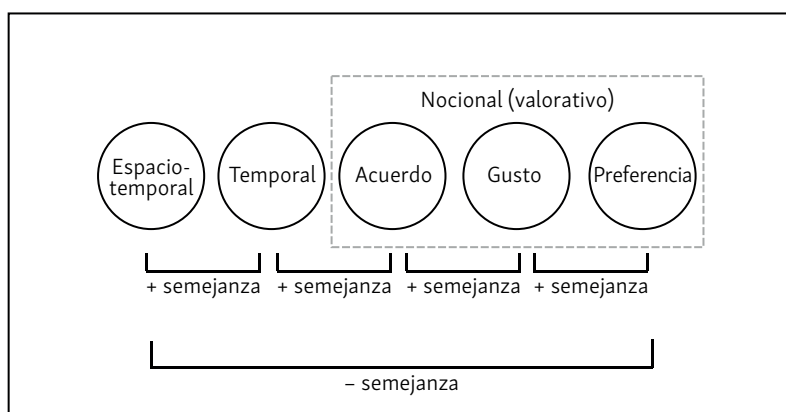 Nocional (valorativo)
Espacio-
temporal
Temporal
Acuerdo
Gusto
Preferencia
+ semejanza
+ semejanza
+ semejanza
+ semejanza
– semejanza